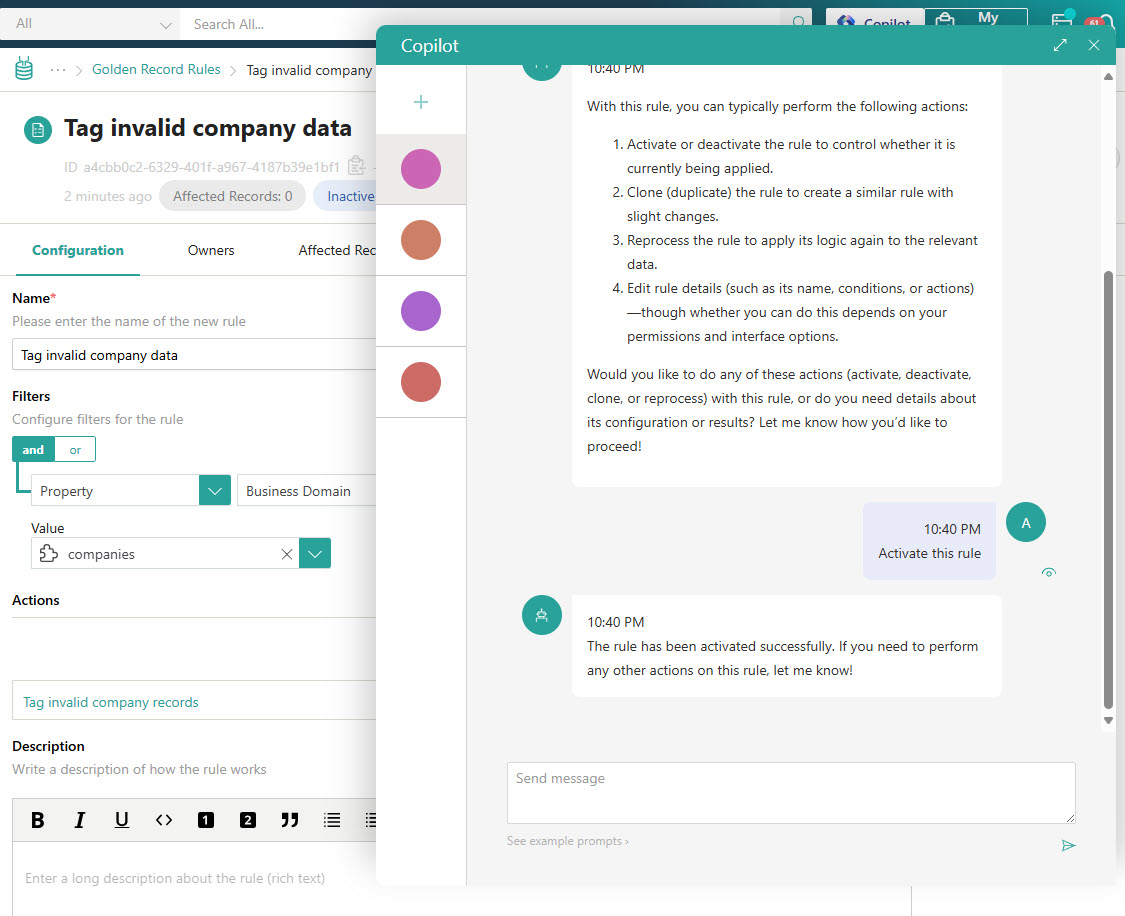 All
Search All...
Copilot
My
61
Golden Record Rules
Tag invalid company
Tag invalid company data
ID a4cbb0c2-6329-401f-a967-4187b39e1bf1
2 minutes ago
Affected Records: 0
Inactive
Configuration
Owners
Affected Rec
Name*
Please enter the name of the new rule
Tag invalid company data
Filters
Configure filters for the rule
and
or
Property
Business Domain
Value
companies
Actions
Tag invalid company records
Description
Write a description of how the rule works
B I U <> 1 2
Enter a long description about the rule (rich text)
Copilot
10:40 PM
With this rule, you can typically perform the following actions:
1. Activate or deactivate the rule to control whether it is
currently being applied.
2. Clone (duplicate) the rule to create a similar rule with
slight changes.
3. Reprocess the rule to apply its logic again to the relevant
data.
4. Edit rule details (such as its name, conditions, or actions)
—though whether you can do this depends on your
permissions and interface options.
Would you like to do any of these actions (activate, deactivate,
clone, or reprocess) with this rule, or do you need details about
its configuration or results? Let me know how you'd like to
proceed!
10:40 PM
Activate this rule
A
10:40 PM
The rule has been activated successfully. If you need to perform
any other actions on this rule, let me know!
Send message
See example prompts ›